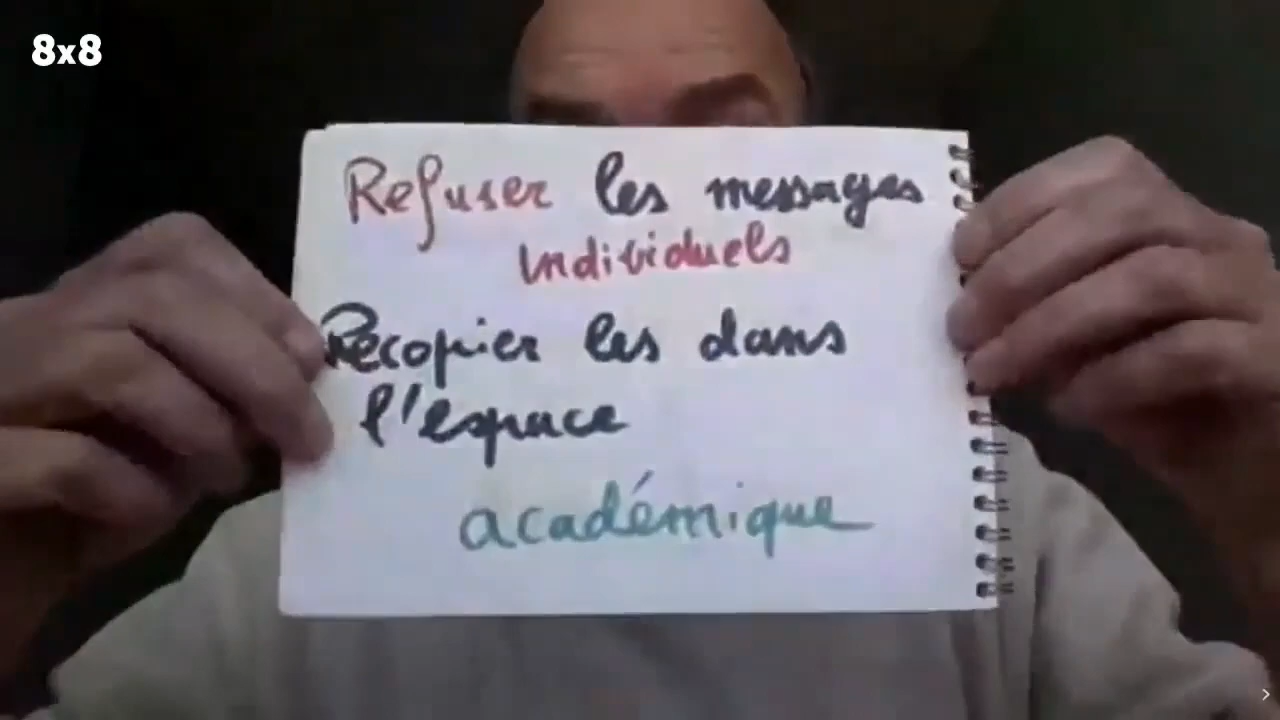 8x8
Refuser les messages
individuels
Recopier les dans
l'espace
académique